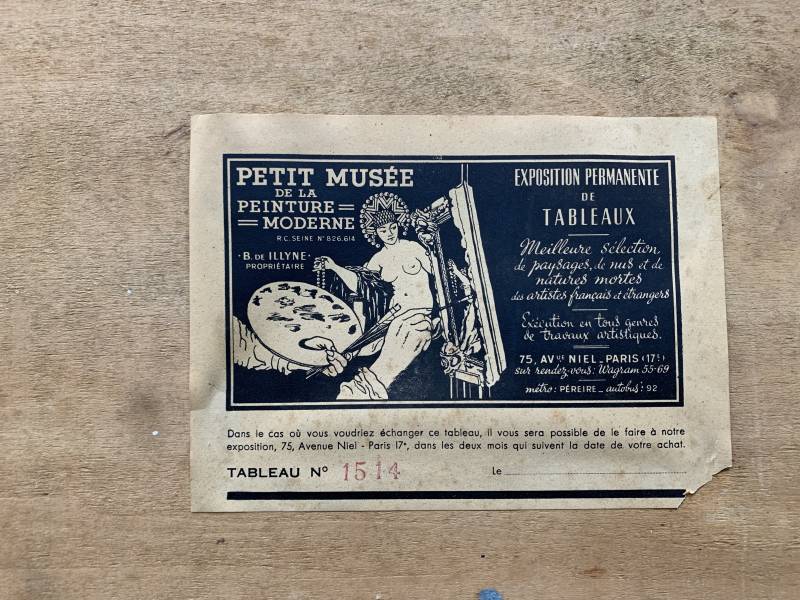 PETIT MUSÉE
DE LA
PEINTURE
MODERNE
R.C. SEINE N° 826.614
·B. DE ILLYNE·
PROPRIÉTAIRE
EXPOSITION PERMANENTE
DE
TABLEAUX
Meilleure sélection
de paysages, de nus et de
natures mortes
des artistes français et étrangers
Exécution en tous genres
de travaux artistiques.
75, AVUE NIEL_PARIS (17E)
sur rendez-vous: Wagram 55-69
métro: PÉREIRE_autobus: 92
Dans le cas où vous voudriez échanger ce tableau, il vous sera possible de le faire à notre
exposition, 75, Avenue Niel - Paris 17e, dans les deux mois qui suivent la date de votre achat.
TABLEAU N° 1514 Le